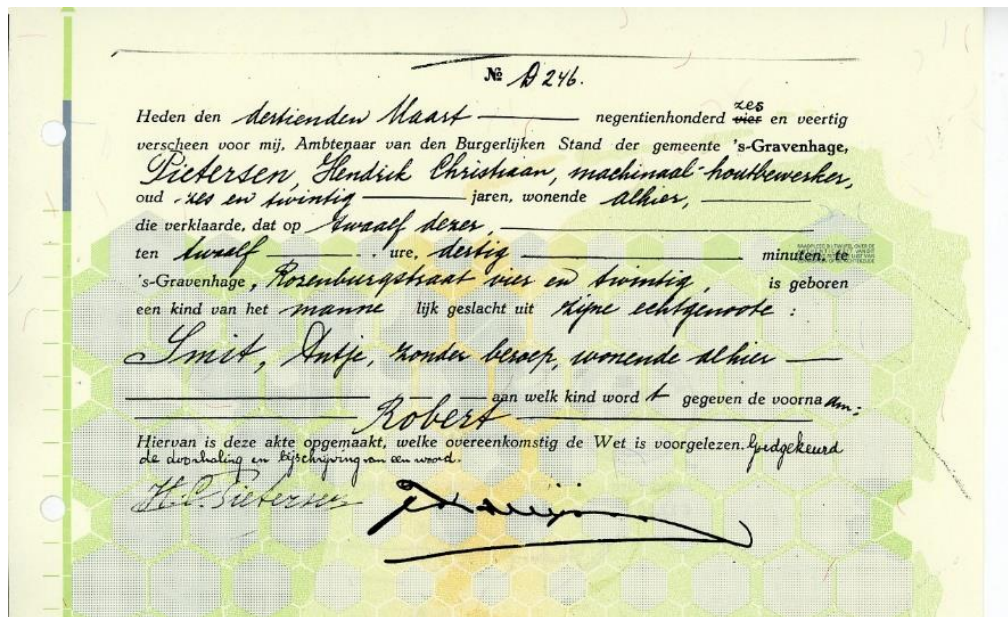 № D 246.
Heden den dertienden Maart negentienhonderd vier zes en veertig
verscheen voor mij, Ambtenaar van den Burgerlijken Stand der gemeente 's-Gravenhage,
Pietersen, Hendrik Christiaan, machinaal-houtbewerker,
oud zes en twintig jaren, wonende alhier,
die verklaarde, dat op twaalf dezer,
ten twaalf ure, dertig minuten, te
's-Gravenhage, Rozenburgstraat vier en twintig, is geboren
een kind van het manne lijk geslacht uit zijne echtgenoote :
Smit, Antje, zonder beroep, wonende alhier
aan welk kind word t gegeven de voorna am:
Robert
Hiervan is deze akte opgemaakt, welke overeenkomstig de Wet is voorgelezen. Goedgekeurd
de doorhaling en bijschrijving van een woord.
H.C. Pietersen